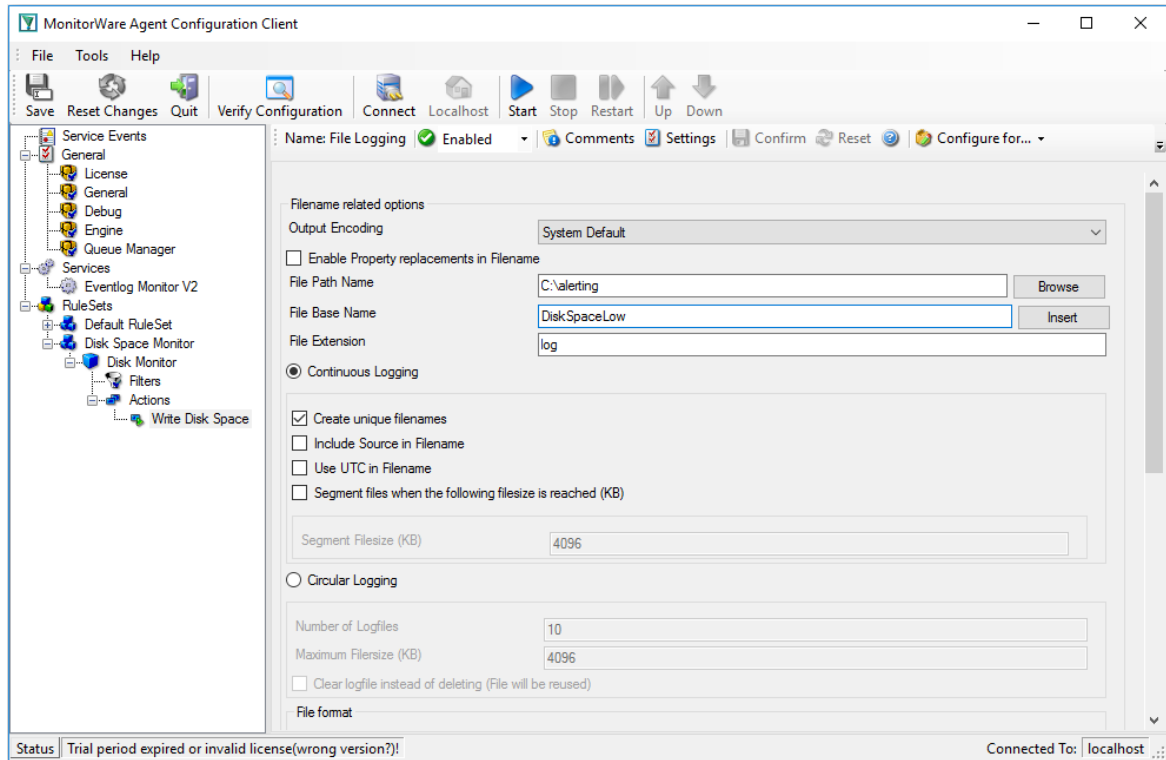 MonitorWare Agent Configuration Client
File Tools Help
Save Reset Changes Quit Verify Configuration Connect Localhost Start Stop Restart Up Down
Service Events
General
License
General
Debug
Engine
Queue Manager
Services
Eventlog Monitor V2
RuleSets
Default RuleSet
Disk Space Monitor
Disk Monitor
Filters
Actions
Write Disk Space
Name: File Logging Enabled Comments Settings Confirm Reset Configure for...
Filename related options
Output Encoding System Default
Enable Property replacements in Filename
File Path Name C:\alerting Browse
File Base Name DiskSpaceLow Insert
File Extension log
Continuous Logging
Create unique filenames
Include Source in Filename
Use UTC in Filename
Segment files when the following filesize is reached (KB)
Segment Filesize (KB) 4096
Circular Logging
Number of Logfiles 10
Maximum Filersize (KB) 4096
Clear logfile instead of deleting (File will be reused)
File format
Status Trial period expired or invalid license(wrong version?)! Connected To: localhost